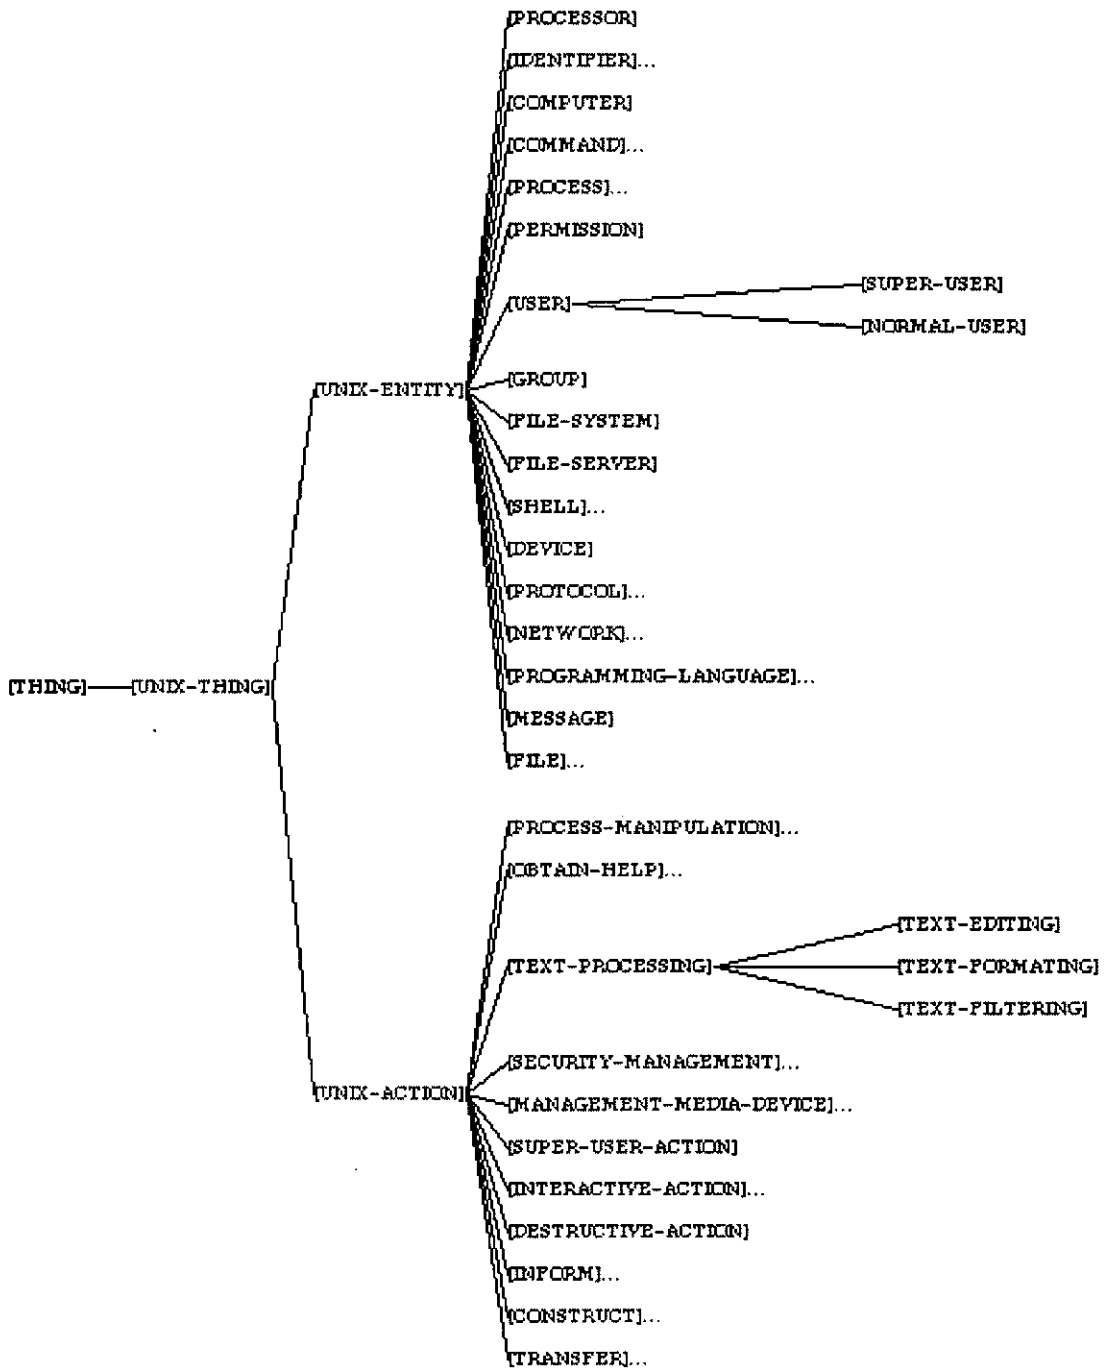 [PROCESSOR]
[IDENTIFIER]...
[COMPUTER]
[COMMAND]...
[PROCESS]...
[PERMISSION]
[USER]
[SUPER-USER]
[NORMAL-USER]
[UNIX-ENTITY]
[GROUP]
[FILE-SYSTEM]
[FILE-SERVER]
[SHELL]...
[DEVICE]
[PROTOCOL]...
[NETWORK]...
[THING]
[UNIX-THING]
[PROGRAMMING-LANGUAGE]...
[MESSAGE]
[FILE]...
[PROCESS-MANIPULATION]...
[OBTAIN-HELP]...
[TEXT-PROCESSING]
[TEXT-EDITING]
[TEXT-FORMATING]
[TEXT-FILTERING]
[UNIX-ACTION]
[SECURITY-MANAGEMENT]...
[MANAGEMENT-MEDIA-DEVICE]...
[SUPER-USER-ACTION]
[INTERACTIVE-ACTION]...
[DESTRUCTIVE-ACTION]
[INFORM]...
[CONSTRUCT]...
[TRANSFER]...